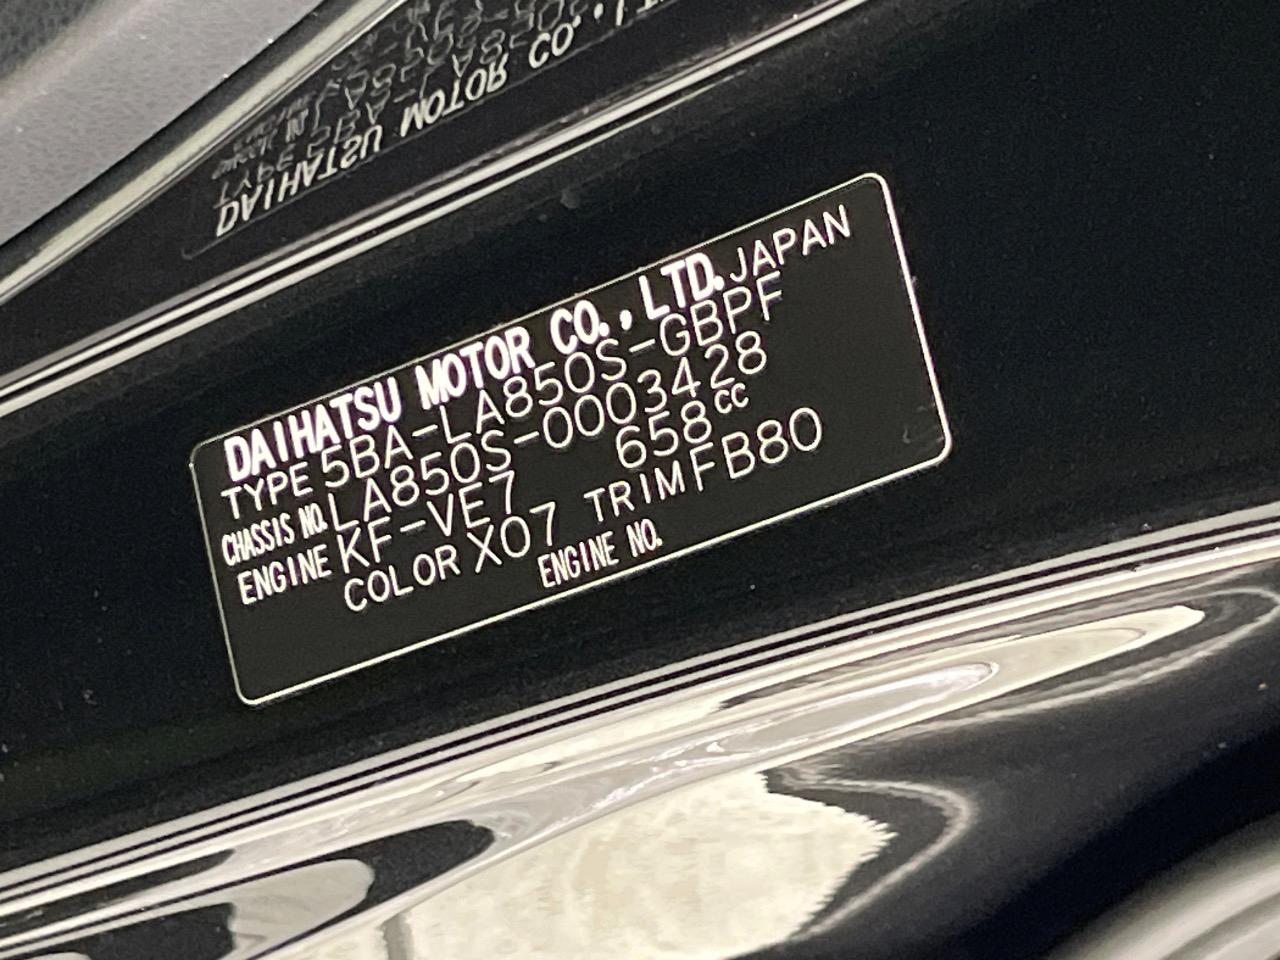 DAIHATSU MOTOR CO., LTD. JAPAN
TYPE 5BA-LA850S-GBPF
CHASSIS NO. LA850S-0003428
ENGINE KF-VE7 658cc
COLOR X07 TRIM FB80
ENGINE NO.
DAIHATSU MOTOR CO., LT